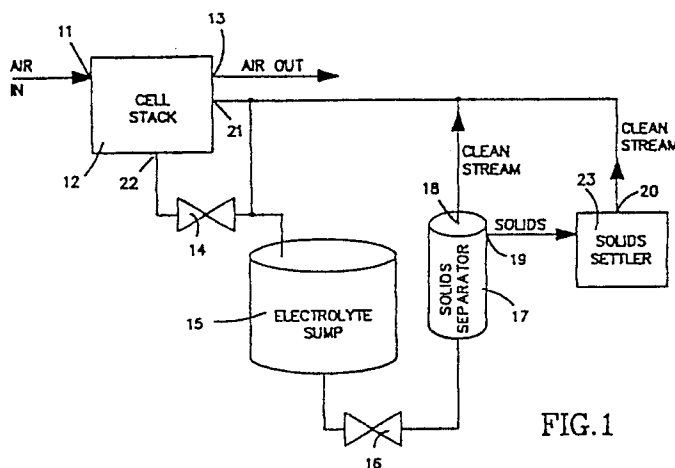 11
13
AIR
IN
AIR OUT
CELL
STACK
21
12
22
14
CLEAN
STREAM
CLEAN
STREAM
18
SOLIDS
19
23
20
SOLIDS
SETTLER
15
ELECTROLYTE
SUMP
SOLIDS
SEPARATOR
17
16
FIG.1